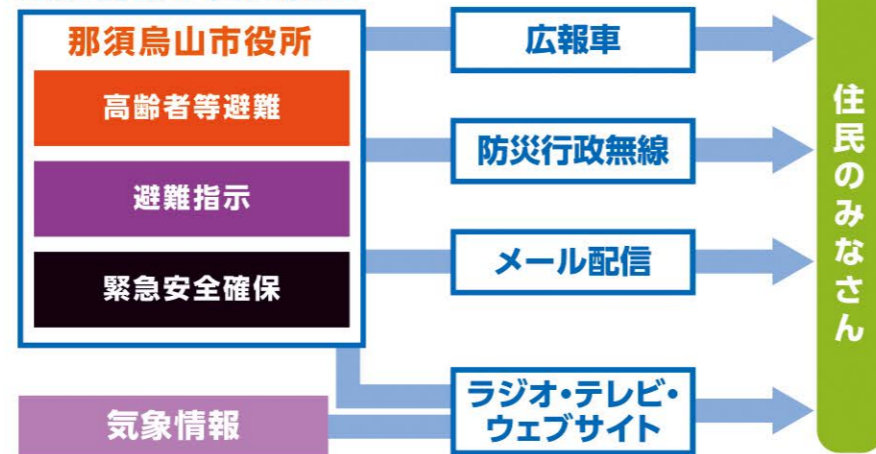 那須烏山市役所
高齢者等避難
避難指示
緊急安全確保
気象情報
広報車
防災行政無線
メール配信
ラジオ・テレビ・
ウェブサイト
住民のみなさん